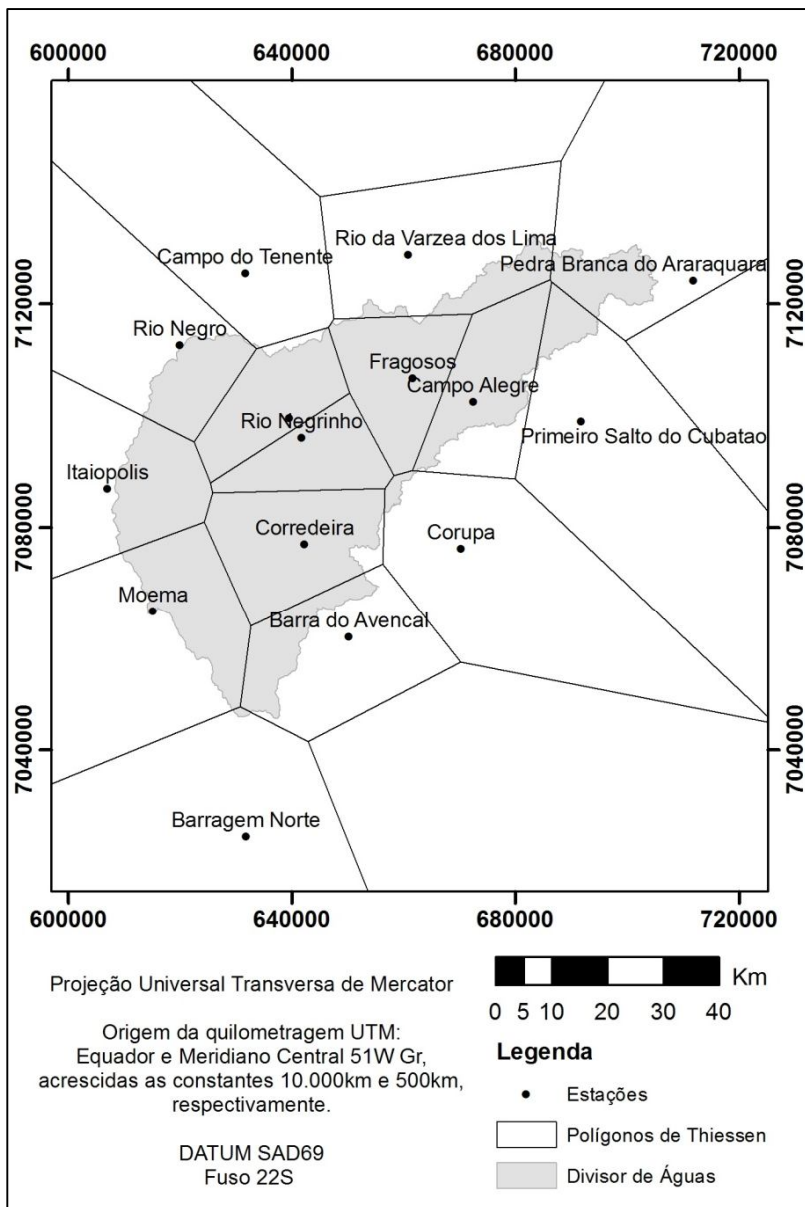 600000 640000 680000 720000
Rio da Varzea dos Lima
Campo do Tenente
Pedra Branca do Araraquara
7120000
7120000
Rio Negro
Fragosos
Campo Alegre
Rio Negrinho
Primeiro Salto do Cubatao
Itaiopolis
7080000
7080000
Corredeira
Corupa
Moema
Barra do Avencal
7040000
7040000
Barragem Norte
600000 640000 680000 720000
Projeção Universal Transversa de Mercator
Origem da quilometragem UTM:
Equador e Meridiano Central 51W Gr,
acrescidas as constantes 10.000km e 500km,
respectivamente.
DATUM SAD69
Fuso 22S
Km
0 5 10 20 30 40
Legenda
Estações
Polígonos de Thiessen
Divisor de Águas